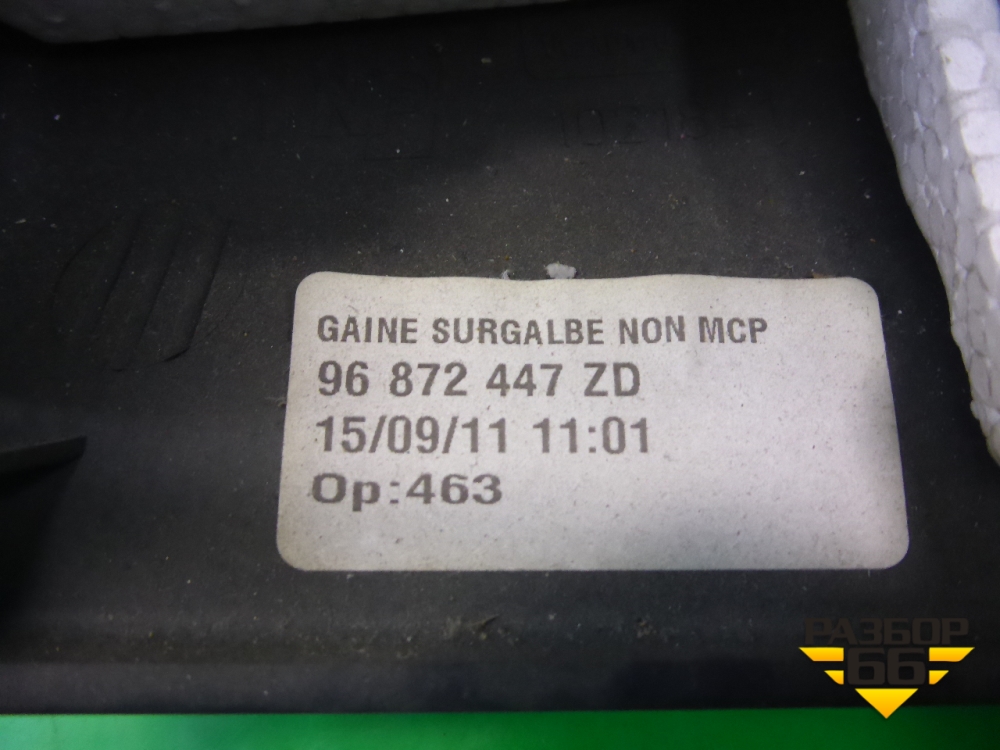 GAINE SURGALBE NON MCP
96 872 447 ZD
15/09/11 11:01
Op:463
РАЗБОР
66